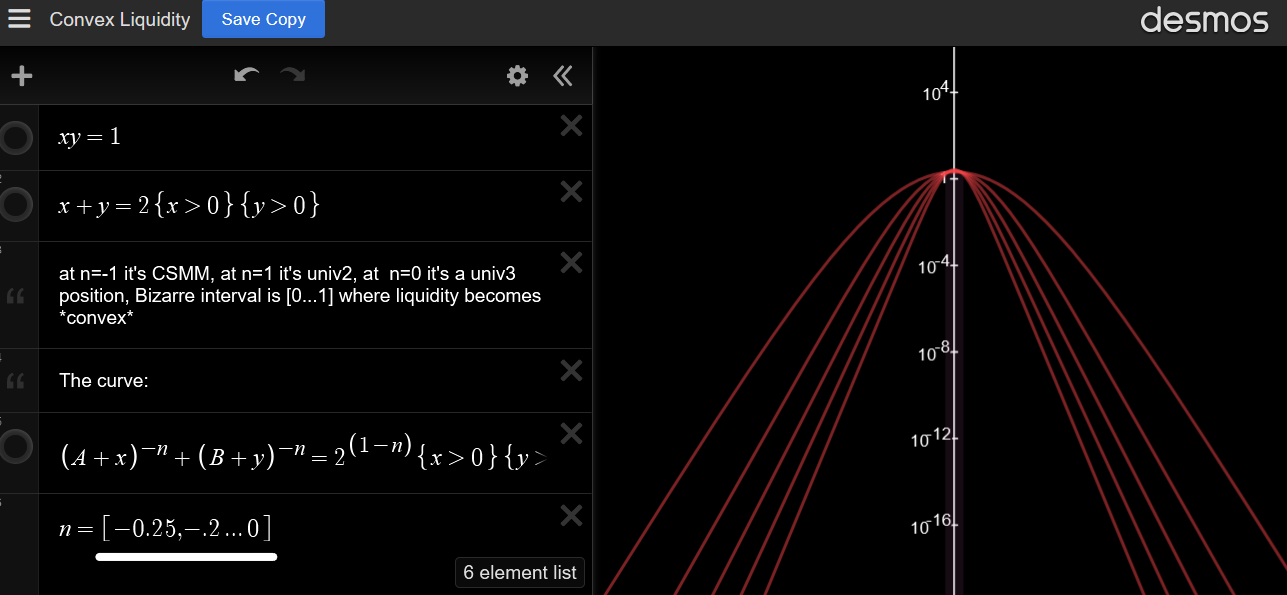 Convex Liquidity
Save Copy
desmos
xy = 1
x + y = 2 {x > 0} {y > 0}
at n=-1 it's CSMM, at n=1 it's univ2, at n=0 it's a univ3
position, Bizarre interval is [0...1] where liquidity becomes
*convex*
The curve:
(A + x)^−n + (B + y)^−n = 2^(1−n) {x > 0} {y >
n = [−0.25,−.2 ... 0]
6 element list
10^4
1
10^-4
10^-8
10^-12
10^-16